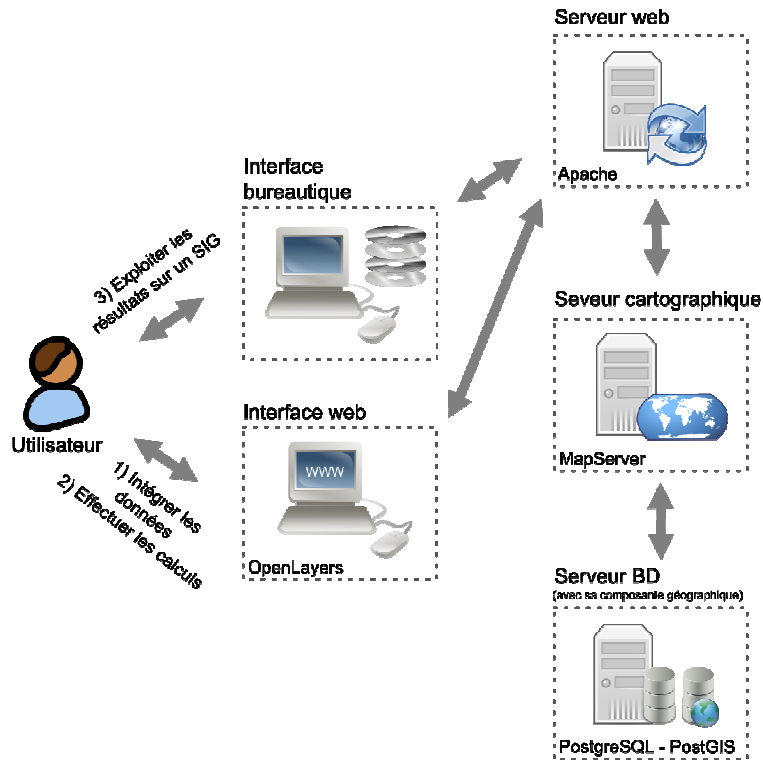 Serveur web
Apache
Interface
bureautique
3) Exploiter les
résultats sur un SIG
Seveur cartographique
MapServer
Utilisateur
Interface web
www
OpenLayers
1) Intégrer les
données
2) Effectuer les calculs
Serveur BD
(avec sa composante géographique)
PostgreSQL - PostGIS